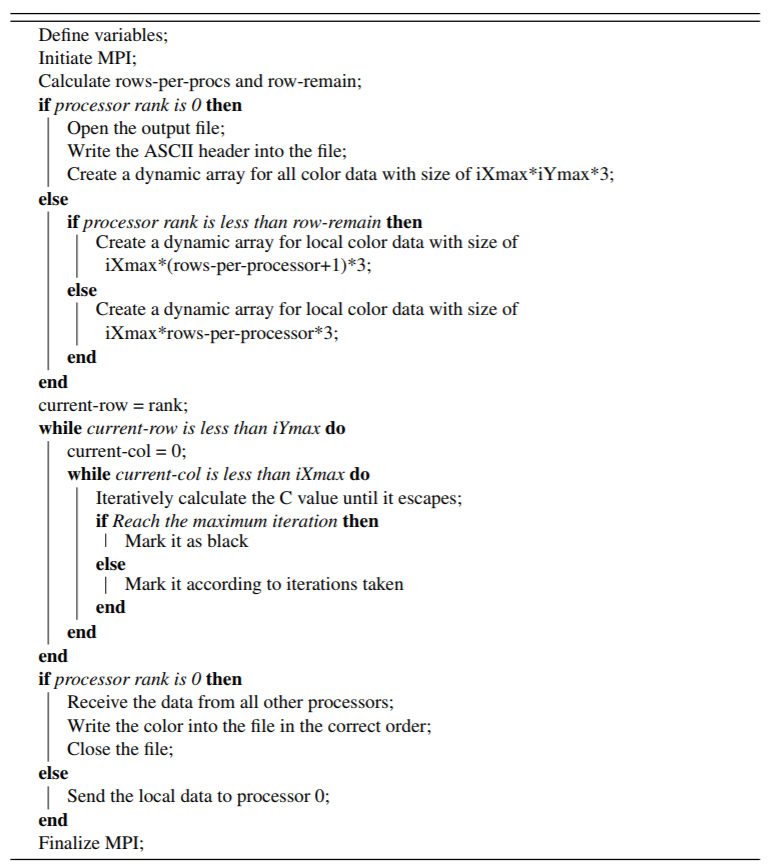 Define variables;
Initiate MPI;
Calculate rows-per-procs and row-remain;
if processor rank is 0 then
Open the output file;
Write the ASCII header into the file;
Create a dynamic array for all color data with size of iXmax*iYmax*3;
else
if processor rank is less than row-remain then
Create a dynamic array for local color data with size of
iXmax*(rows-per-processor+1)*3;
else
Create a dynamic array for local color data with size of
iXmax*rows-per-processor*3;
end
end
current-row = rank;
while current-row is less than iYmax do
current-col = 0;
while current-col is less than iXmax do
Iteratively calculate the C value until it escapes;
if Reach the maximum iteration then
Mark it as black
else
Mark it according to iterations taken
end
end
end
if processor rank is 0 then
Receive the data from all other processors;
Write the color into the file in the correct order;
Close the file;
else
Send the local data to processor 0;
end
Finalize MPI;